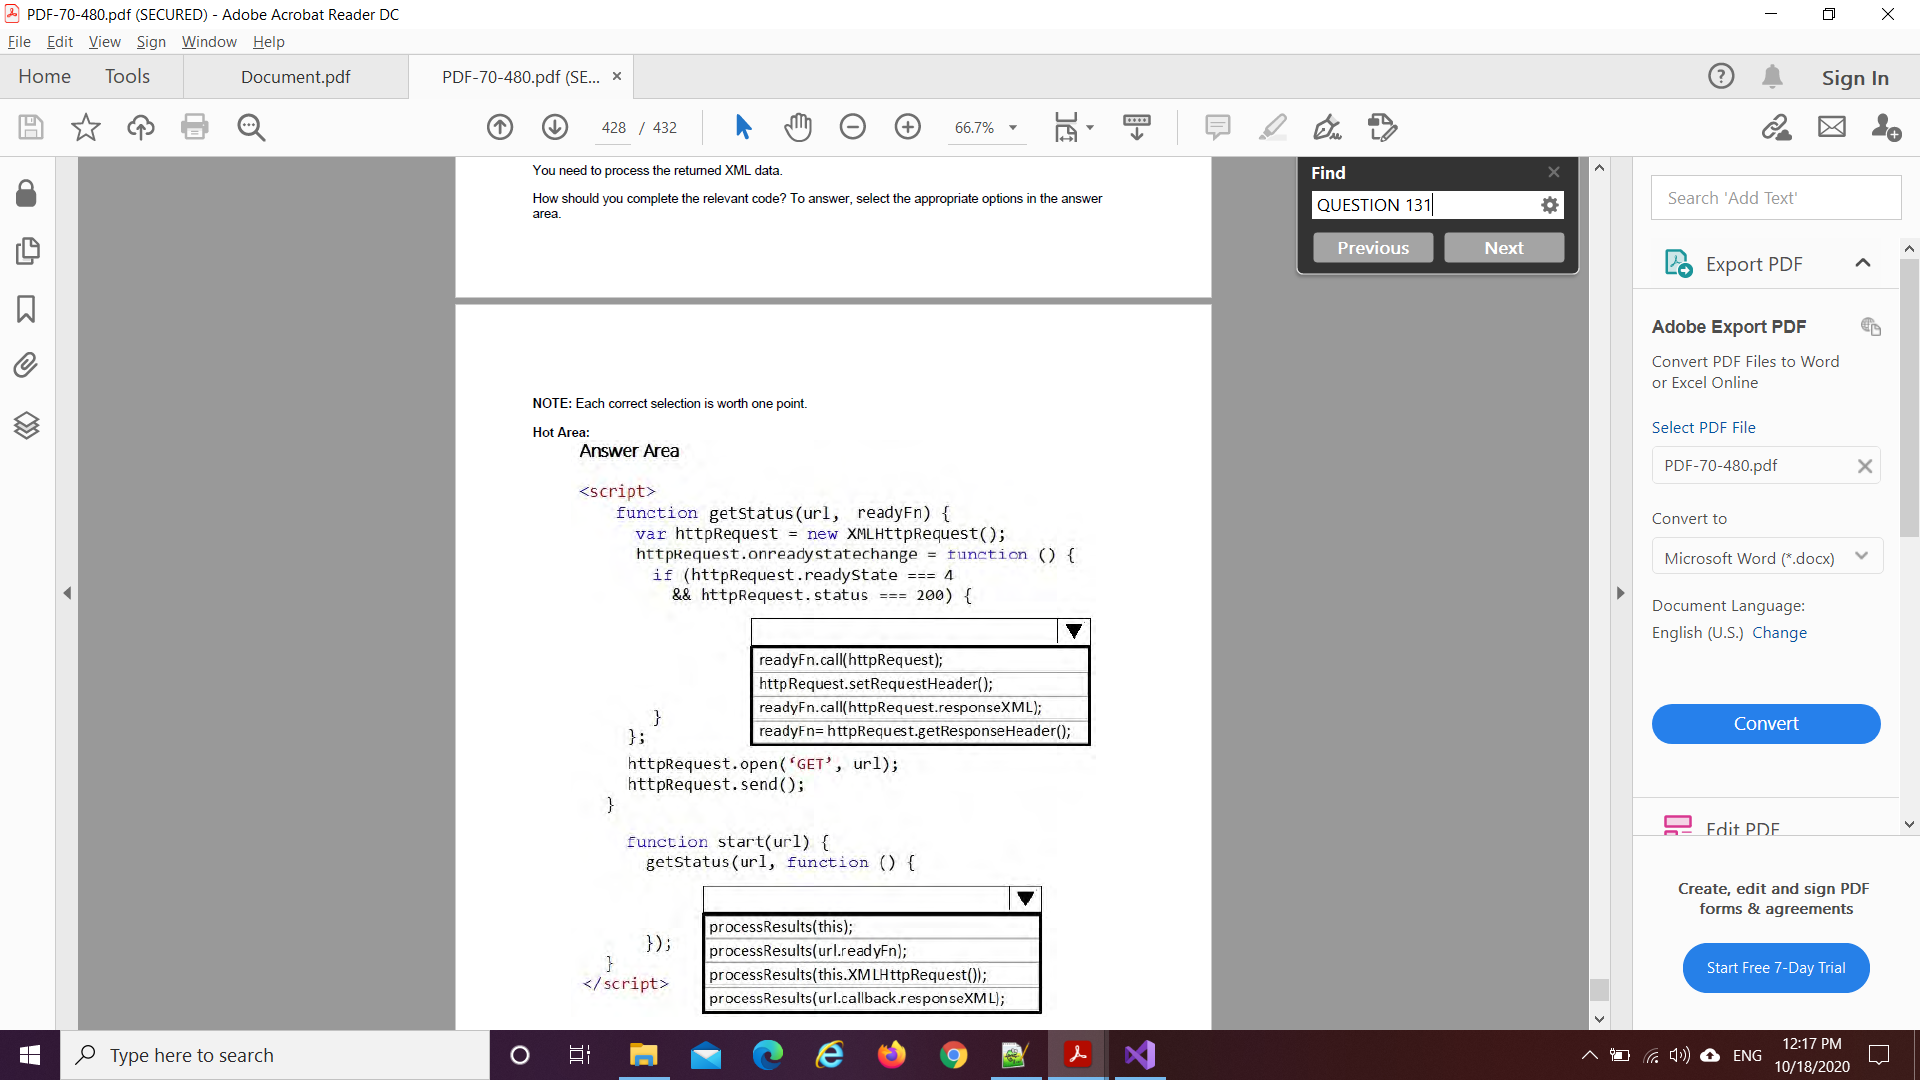 PDF-70-480.pdf (SECURED) - Adobe Acrobat Reader DC
File Edit View Sign Window Help
Home Tools Document.pdf PDF-70-480.pdf (SE... × Sign In
428 / 432 66.7%
You need to process the returned XML data.
How should you complete the relevant code? To answer, select the appropriate options in the answer
area.
NOTE: Each correct selection is worth one point.
Hot Area:
Answer Area
<script>
function getStatus(url, readyFn) {
var httpRequest = new XMLHttpRequest();
httpRequest.onreadystatechange = function () {
if (httpRequest.readyState === 4
&& httpRequest.status === 200) {
readyFn.call(httpRequest);
httpRequest.setRequestHeader();
readyFn.call(httpRequest.responseXML);
readyFn= httpRequest.getResponseHeader();
}
};
httpRequest.open(‘GET’, url);
httpRequest.send();
}
function start(url) {
getStatus(url, function () {
processResults(this);
processResults(url.readyFn);
processResults(this.XMLHttpRequest());
processResults(url.callback.responseXML);
});
}
</script>
Find
QUESTION 131
Previous Next
Search 'Add Text'
Export PDF
Adobe Export PDF
Convert PDF Files to Word
or Excel Online
Select PDF File
PDF-70-480.pdf
Convert to
Microsoft Word (*.docx)
Document Language:
English (U.S.) Change
Convert
Edit PDF
Create, edit and sign PDF
forms & agreements
Start Free 7-Day Trial
Type here to search
ENG
12:17 PM
10/18/2020